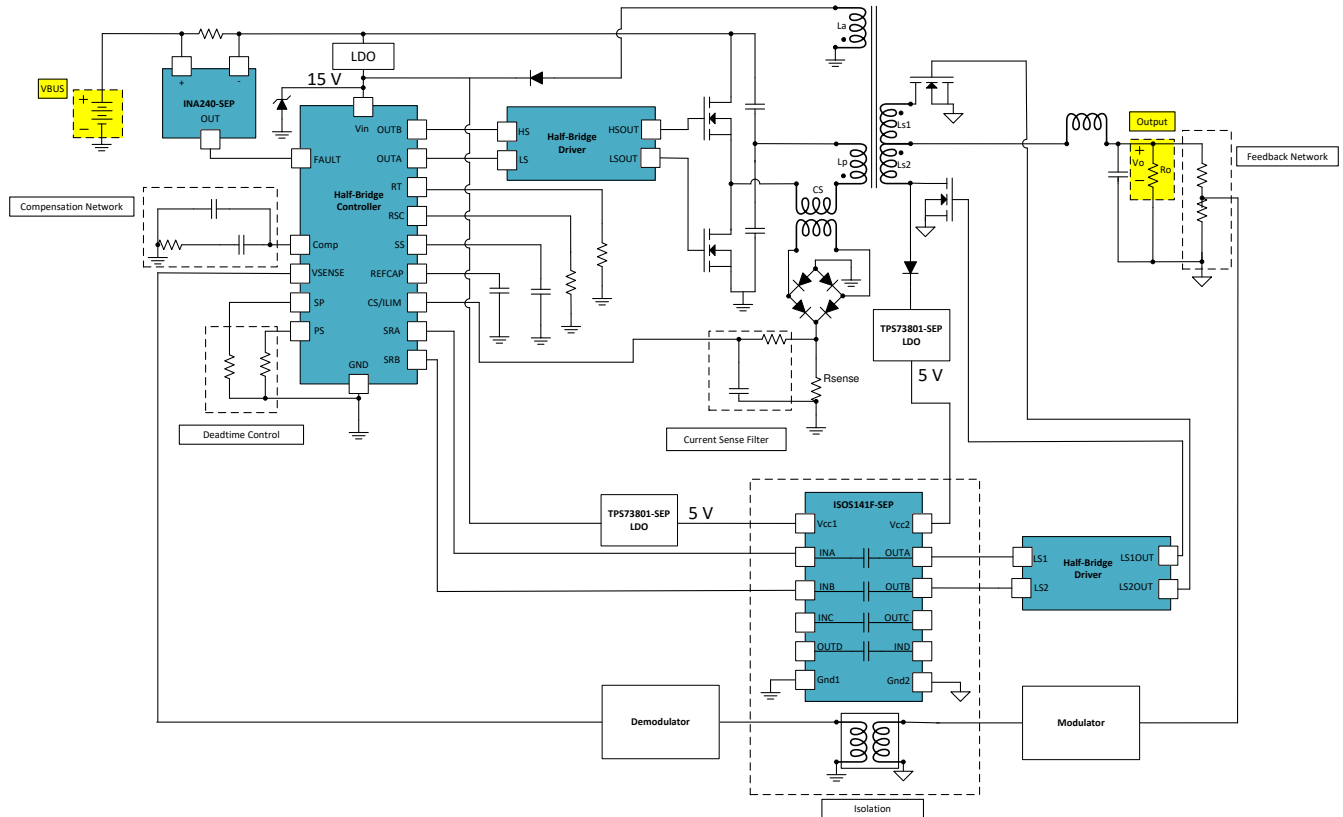 La
LDO
VBUS
+
−
+
-
INA240-SEP
OUT
15 V
Vin
OUTB
OUTA
FAULT
RT
Half-Bridge
Controller
RSC
Comp
SS
VSENSE
REFCAP
SP
CS/ILIM
PS
SRA
SRB
GND
HS
LS
Half-Bridge
Driver
HSOUT
LSOUT
Lp
CS
Ls1
Ls2
Output
+
Vo
−
Ro
Feedback Network
Compensation Network
Deadtime Control
TPS73801-SEP
LDO
5 V
Rsense
Current Sense Filter
TPS73801-SEP
LDO
5 V
ISOS141F-SEP
Vcc1
Vcc2
INA
OUTA
INB
OUTB
INC
OUTC
OUTD
IND
Gnd1
Gnd2
LS1
LS2
Half-Bridge
Driver
LS1OUT
LS2OUT
Demodulator
Modulator
Isolation